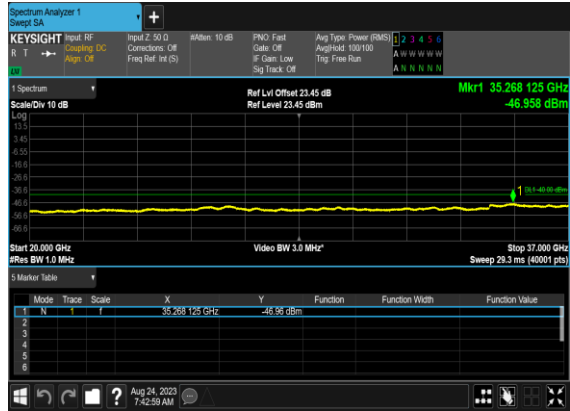 Spectrum Analyzer 1
Swept SA
+
KEYSIGHT Input: RF Input Z: 50 Ω #Atten: 10 dB PNO: Fast Avg Type: Power (RMS) 1 2 3 4 5 6
R T Coupling: DC Corrections: Off Gate: Off Avg|Hold: 100/100 A W W W W W
Align: Off Freq Ref: Int (S) IF Gain: Low Trig: Free Run
Sig Track: Off A N N N N N
LNI
1 Spectrum Ref Lvl Offset 23.45 dB Mkr1 35.268 125 GHz
Scale/Div 10 dB Ref Level 23.45 dBm -46.958 dBm
Log
13.5
3.45
-6.55
-16.6
-26.6
-36.6 1 DL1 -40.00 dBm
-46.6
-56.6
-66.6
Start 20.000 GHz Video BW 3.0 MHz* Stop 37.000 GHz
#Res BW 1.0 MHz Sweep 29.3 ms (40001 pts)
5 Marker Table
Mode Trace Scale X Y Function Function Width Function Value
1 N 1 f 35.268 125 GHz -46.96 dBm
2
3
4
5
6
? Aug 24, 2023
7:42:59 AM